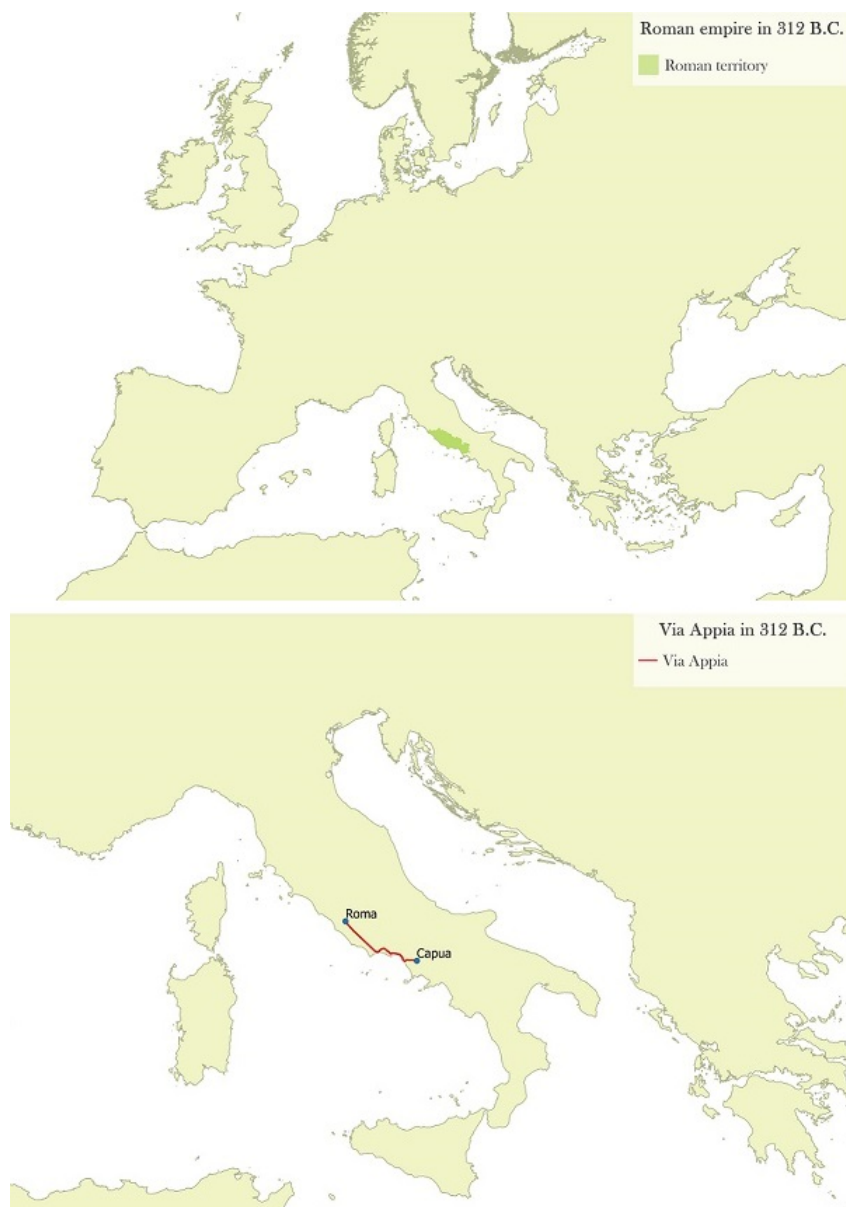 Roman empire in 312 B.C.
Roman territory
Via Appia in 312 B.C.
Via Appia
Roma
Capua